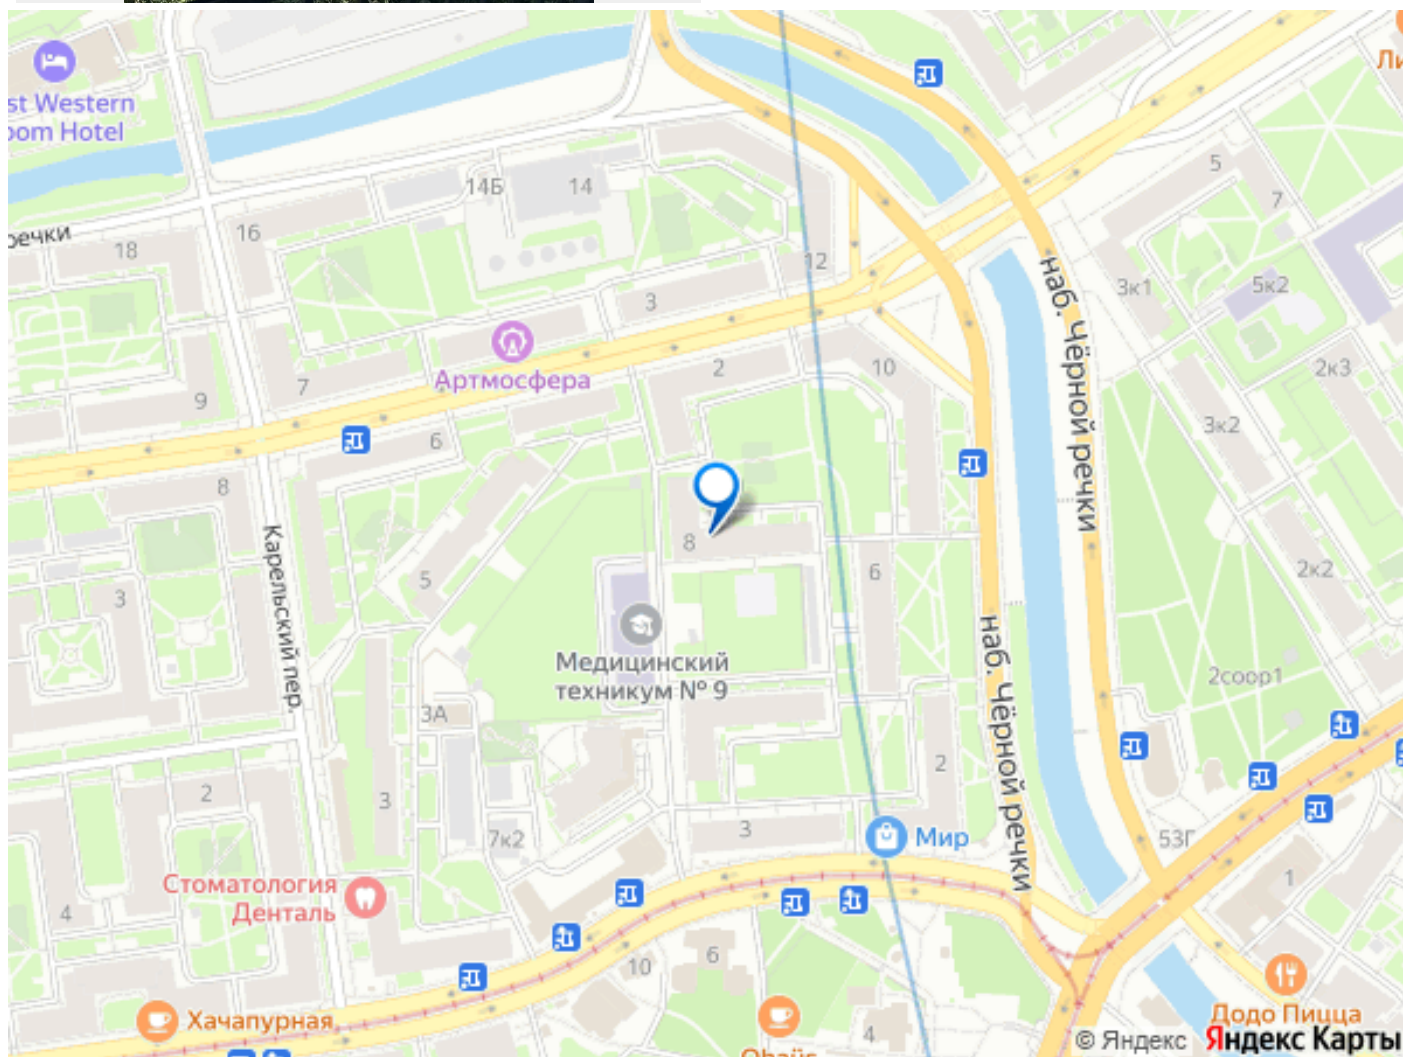 Ли
st Western
oom Hotel
5
14Б
14
7
16
речки
18
12
3
3к1
5к2
наб. Чёрной речки
Артмосфера
2
10
2к3
7
9
3к2
6
8
Карельский пер.
8
5
6
2к2
3
Медицинский
техникум № 9
наб. Чёрной речки
2соор1
3А
2
2
3
7к2
3
Мир
53Г
Стоматология
Денталь
1
4
6
10
Хачапурная
4
Додо Пицца
© Яндекс Яндекс Карты